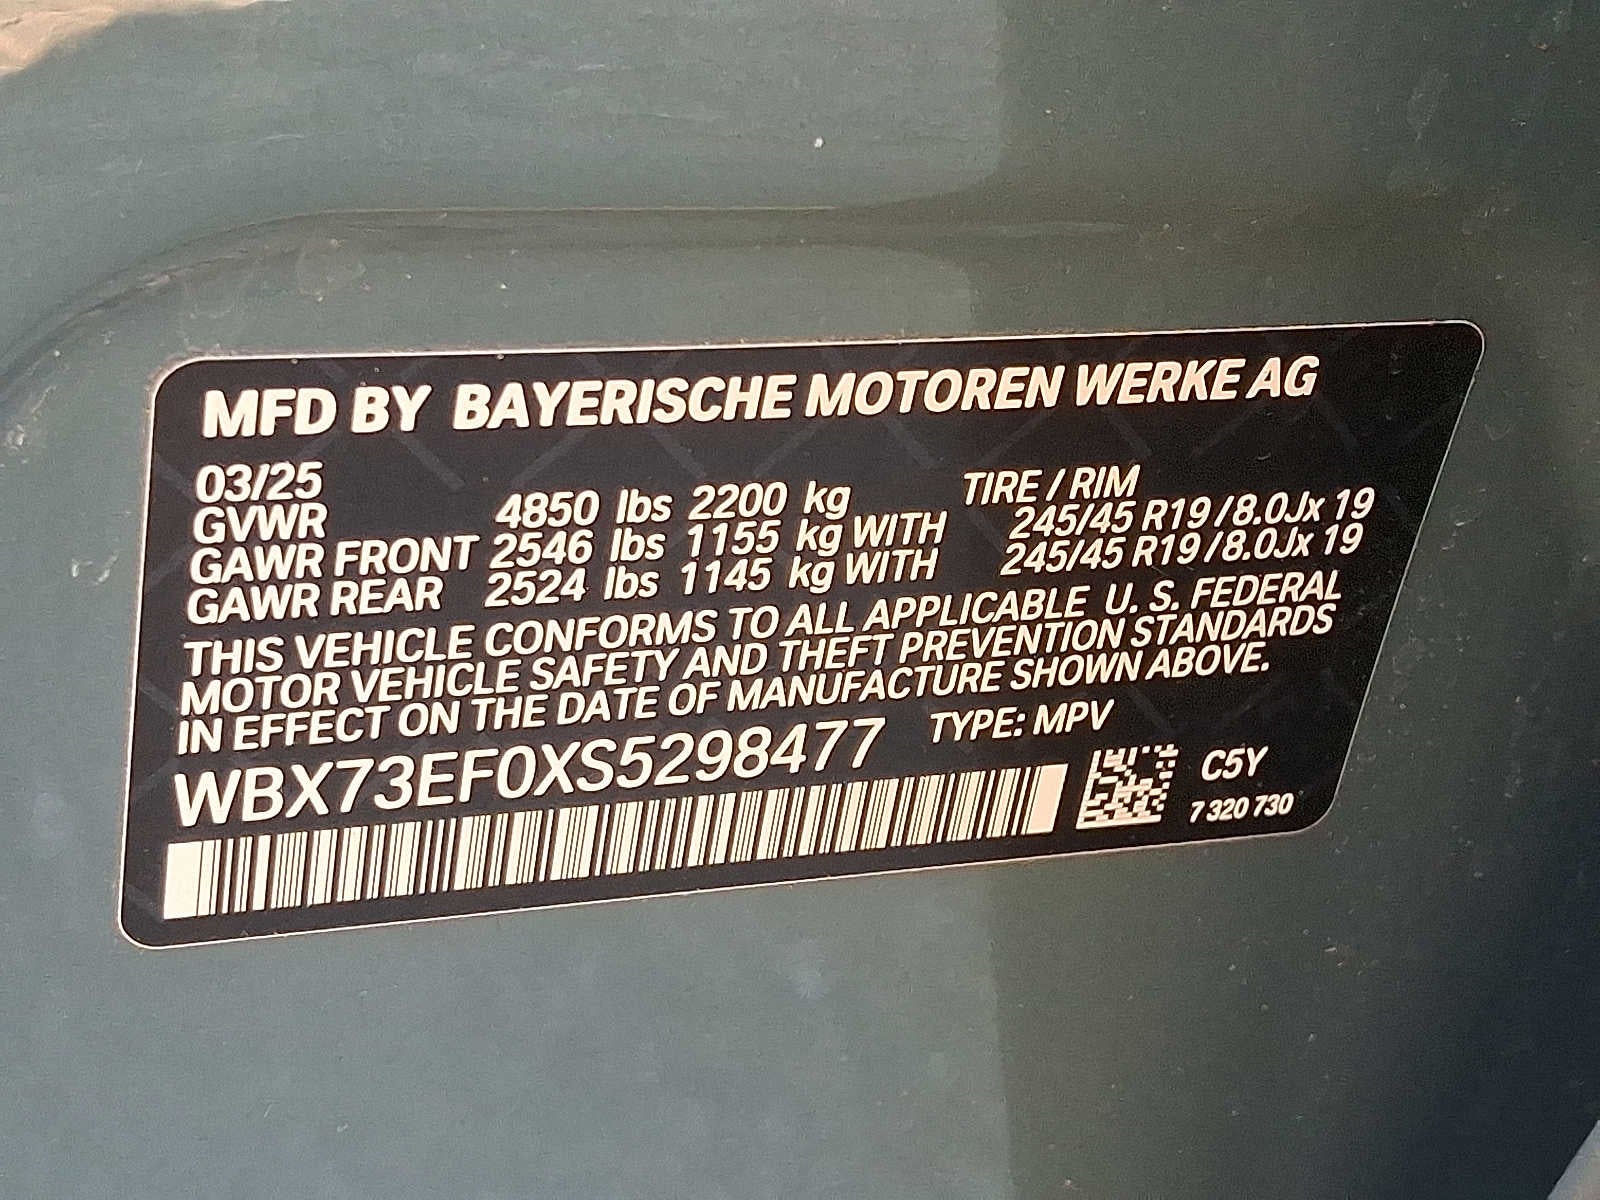 MFD BY BAYERISCHE MOTOREN WERKE AG
03/25 TIRE / RIM
GVWR 4850 lbs 2200 kg
GAWR FRONT 2546 lbs 1155 kg WITH 245/45 R19 / 8.0Jx 19
GAWR REAR 2524 lbs 1145 kg WITH 245/45 R19 / 8.0Jx 19
THIS VEHICLE CONFORMS TO ALL APPLICABLE U. S. FEDERAL
MOTOR VEHICLE SAFETY AND THEFT PREVENTION STANDARDS
IN EFFECT ON THE DATE OF MANUFACTURE SHOWN ABOVE.
WBX73EF0XS5298477 TYPE: MPV
C5Y
7 320 730